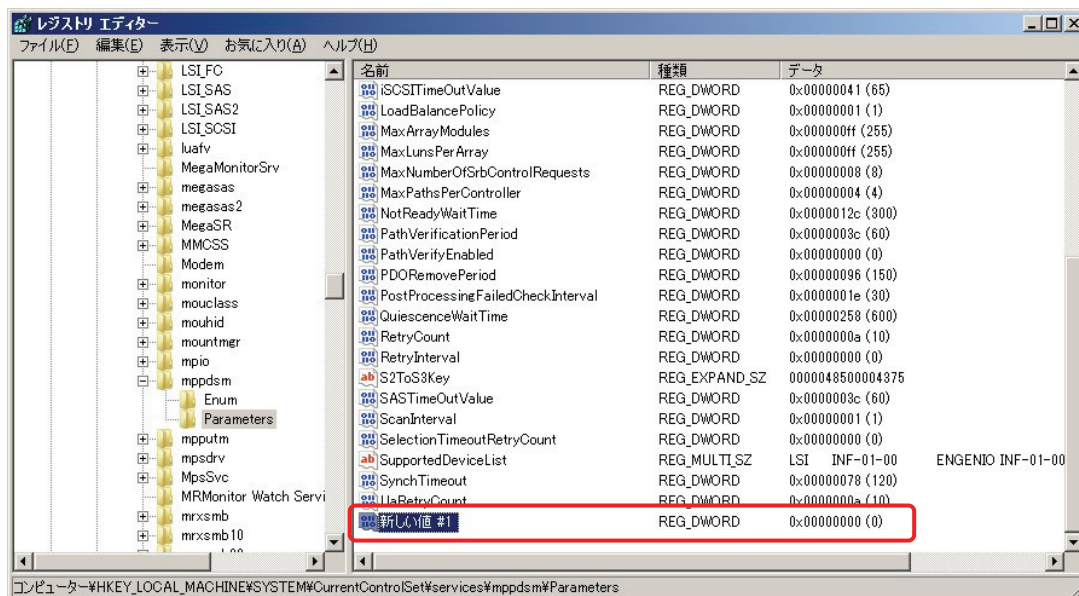 レジストリ エディター
ファイル(F) 編集(E) 表示(V) お気に入り(A) ヘルプ(H)
LSI_FC
LSI_SAS
LSI_SAS2
LSI_SCSI
luafv
MegaMonitorSrv
megasas
megasas2
MegaSR
MMCSS
Modem
monitor
mouclass
mouhid
mountmgr
mpio
mppdsm
Enum
Parameters
mpputm
mpsdrv
MpsSvc
MRMonitor Watch Servi
mrxsmb
mrxsmb10
名前 種類 データ
iSCSITimeOutValue REG_DWORD 0x00000041 (65)
LoadBalancePolicy REG_DWORD 0x00000001 (1)
MaxArrayModules REG_DWORD 0x000000ff (255)
MaxLunsPerArray REG_DWORD 0x000000ff (255)
MaxNumberOfSrbControlRequests REG_DWORD 0x00000008 (8)
MaxPathsPerController REG_DWORD 0x00000004 (4)
NotReadyWaitTime REG_DWORD 0x0000012c (300)
PathVerificationPeriod REG_DWORD 0x0000003c (60)
PathVerifyEnabled REG_DWORD 0x00000000 (0)
PDORemovePeriod REG_DWORD 0x00000096 (150)
PostProcessingFailedCheckInterval REG_DWORD 0x0000001e (30)
QuiescenceWaitTime REG_DWORD 0x00000258 (600)
RetryCount REG_DWORD 0x0000000a (10)
RetryInterval REG_DWORD 0x00000000 (0)
S2ToS3Key REG_EXPAND_SZ 0000048500004375
SASTimeOutValue REG_DWORD 0x0000003c (60)
ScanInterval REG_DWORD 0x00000001 (1)
SelectionTimeoutRetryCount REG_DWORD 0x00000000 (0)
SupportedDeviceList REG_MULTI_SZ LSI INF-01-00 ENGENIO INF-01-00
SynchTimeout REG_DWORD 0x00000078 (120)
UaRetryCount REG_DWORD 0x0000000a (10)
新しい値 #1 REG_DWORD 0x00000000 (0)
コンピューター¥HKEY_LOCAL_MACHINE¥SYSTEM¥CurrentControlSet¥services¥mppdsm¥Parameters